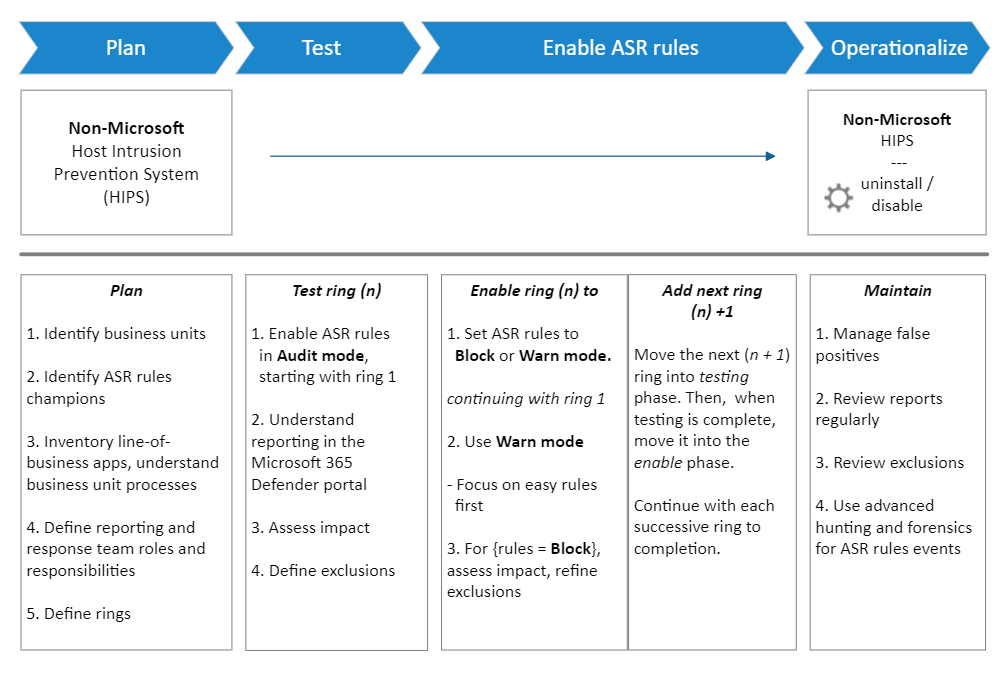 Plan
Test
Enable ASR rules
Operationalize
Non-Microsoft
Host Intrusion
Prevention System
(HIPS)
Non-Microsoft
HIPS
---
uninstall /
disable
Plan
1. Identify business units
2. Identify ASR rules
champions
3. Inventory line-of-
business apps, understand
business unit processes
4. Define reporting and
response team roles and
responsibilities
5. Define rings
Test ring (n)
1. Enable ASR rules
in Audit mode,
starting with ring 1
2. Understand
reporting in the
Microsoft 365
Defender portal
3. Assess impact
4. Define exclusions
Enable ring (n) to
1. Set ASR rules to
Block or Warn mode.
continuing with ring 1
2. Use Warn mode
- Focus on easy rules
first
3. For {rules = Block},
assess impact, refine
exclusions
Add next ring
(n) +1
Move the next (n + 1)
ring into testing
phase. Then, when
testing is complete,
move it into the
enable phase.
Continue with each
successive ring to
completion.
Maintain
1. Manage false
positives
2. Review reports
regularly
3. Review exclusions
4. Use advanced
hunting and forensics
for ASR rules events